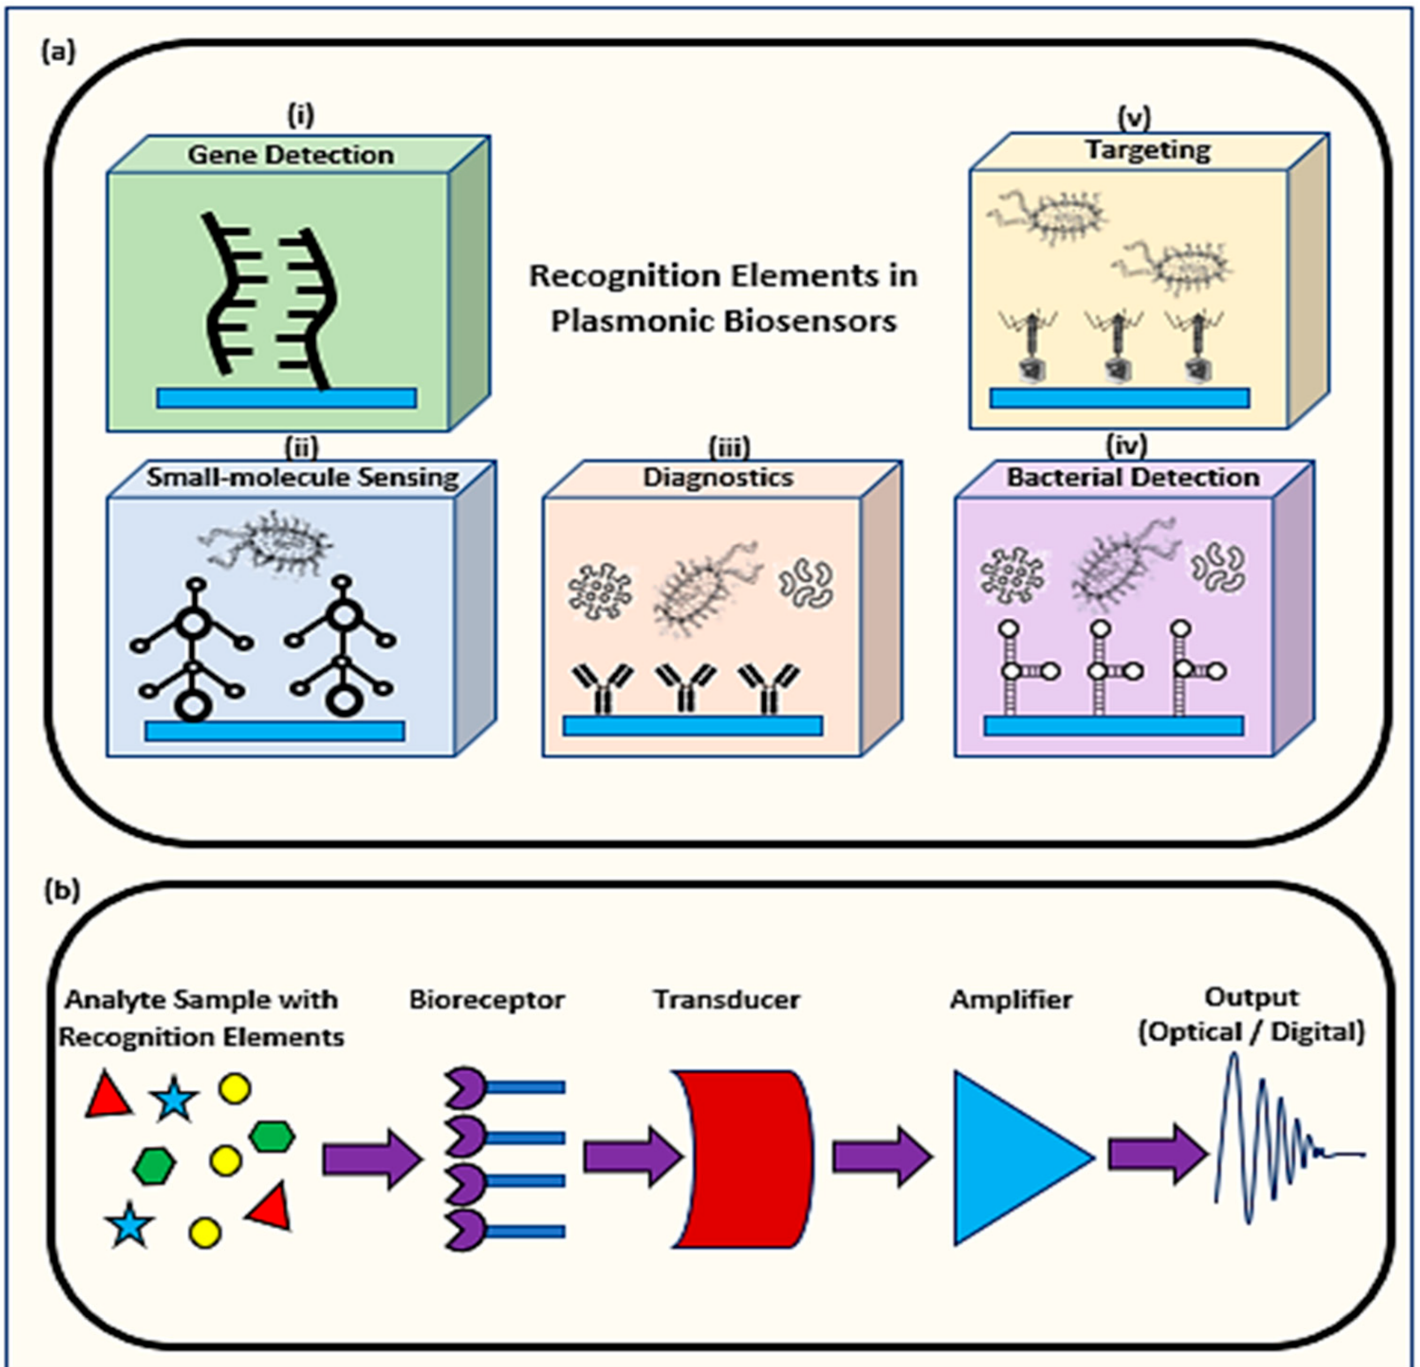 (a)
(i)
Gene Detection
(v)
Targeting
Recognition Elements in
Plasmonic Biosensors
(ii)
Small-molecule Sensing
(iii)
Diagnostics
(iv)
Bacterial Detection
(b)
Analyte Sample with
Recognition Elements
Bioreceptor
Transducer
Amplifier
Output
(Optical / Digital)